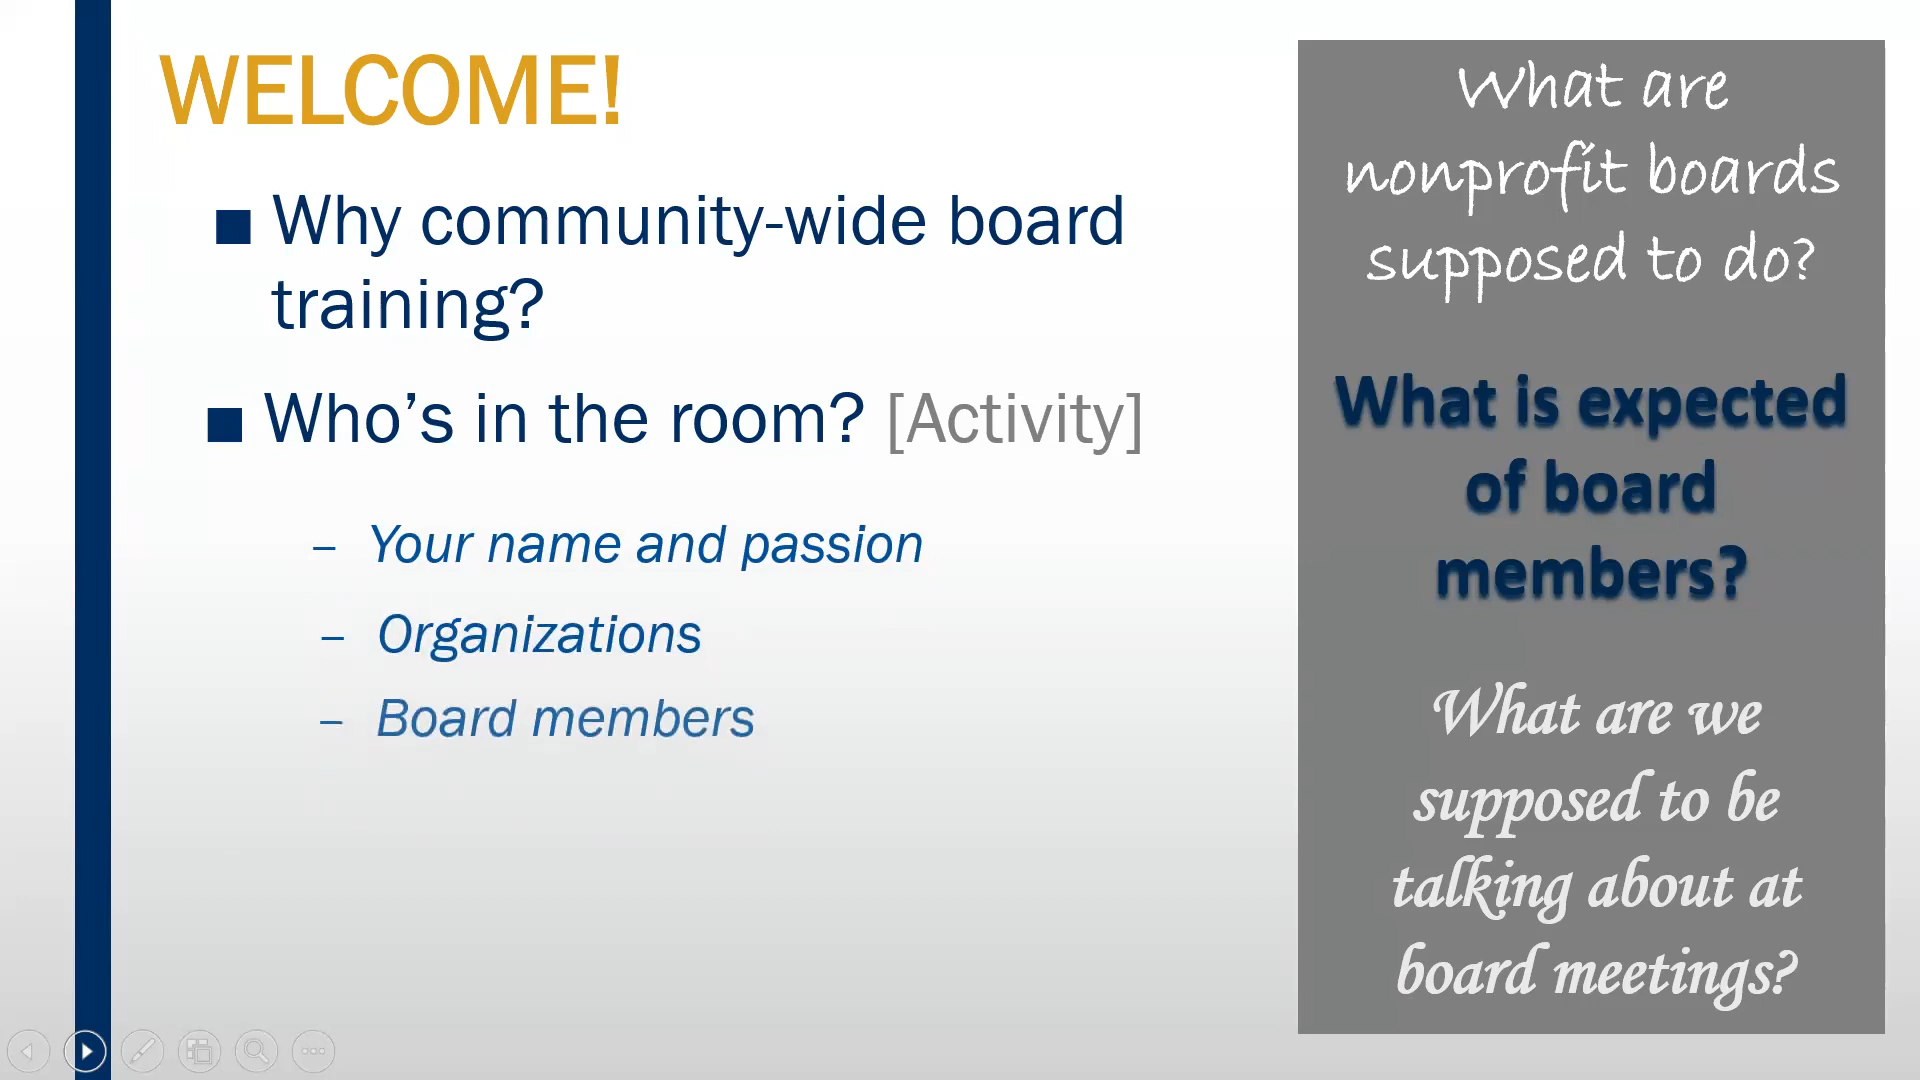 WELCOME!
■ Why community-wide board
training?
■ Who’s in the room? [Activity]
– Your name and passion
– Organizations
– Board members
What are
nonprofit boards
supposed to do?
What is expected
of board
members?
What are we
supposed to be
talking about at
board meetings?